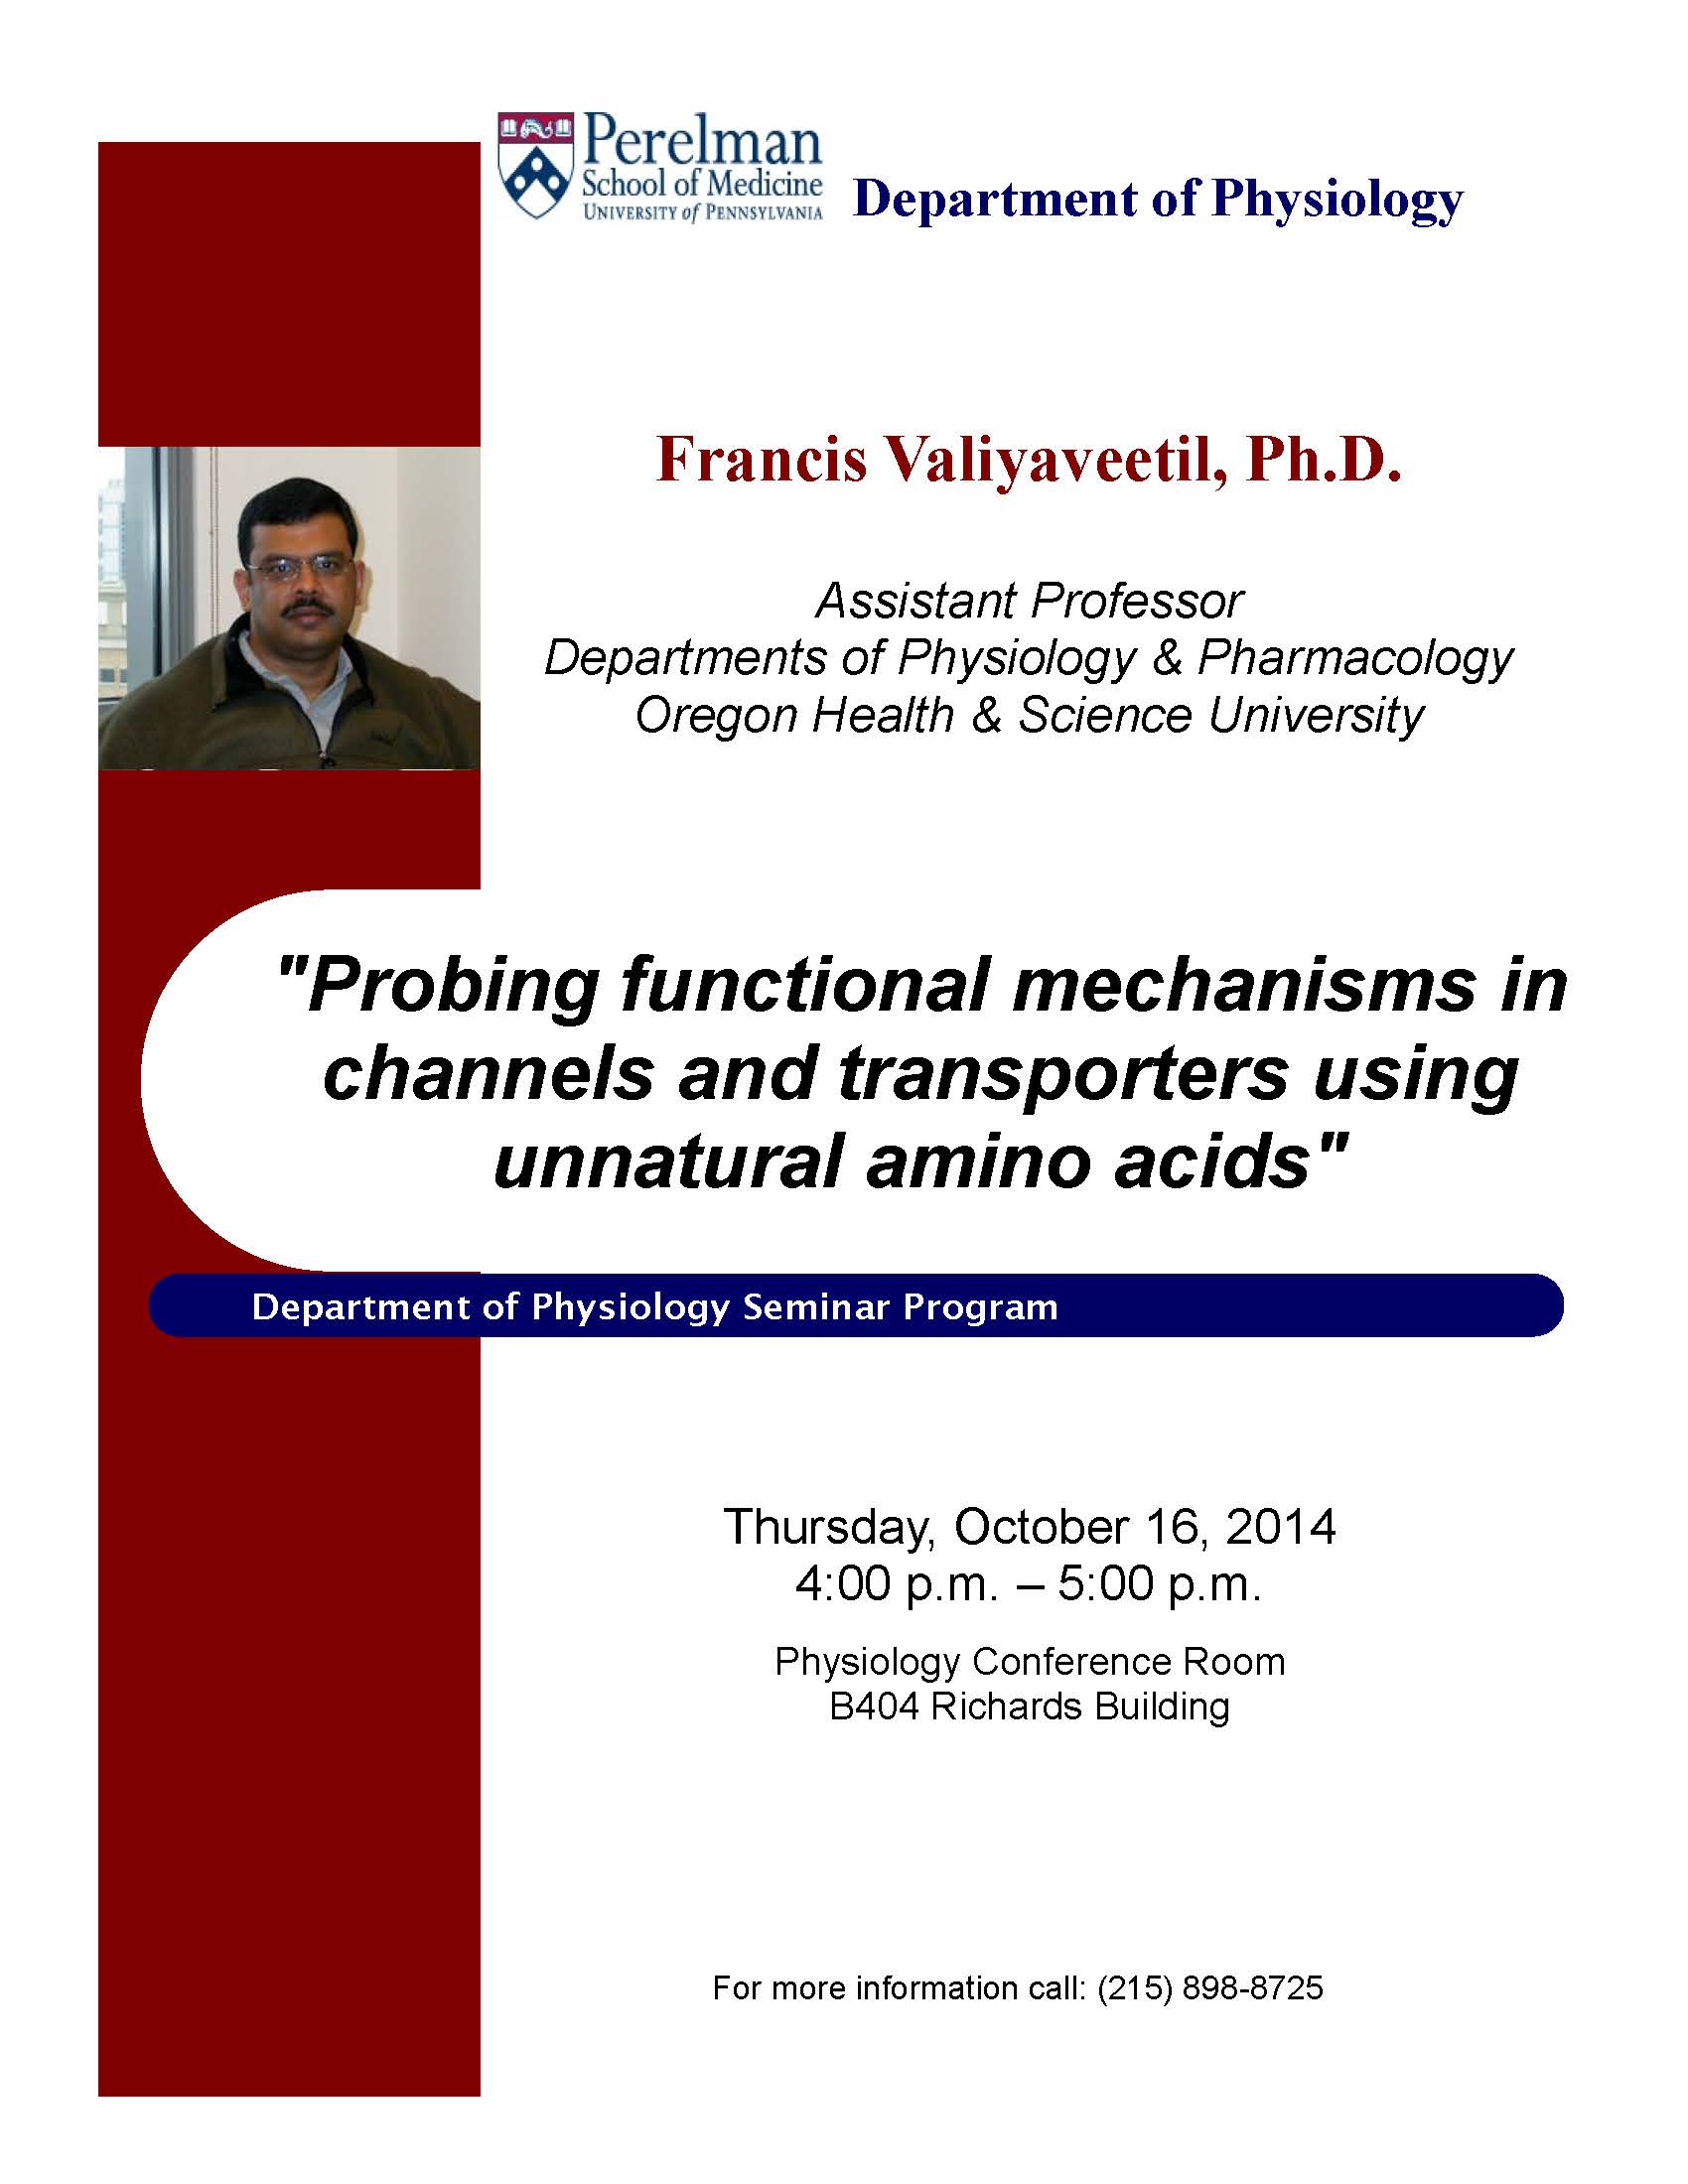 Perelman
School of Medicine
UNIVERSITY of PENNSYLVANIA
Department of Physiology
Francis Valiyaveetil, Ph.D.
Assistant Professor
Departments of Physiology & Pharmacology
Oregon Health & Science University
"Probing functional mechanisms in
channels and transporters using
unnatural amino acids"
Department of Physiology Seminar Program
Thursday, October 16, 2014
4:00 p.m. – 5:00 p.m.
Physiology Conference Room
B404 Richards Building
For more information call: (215) 898-8725